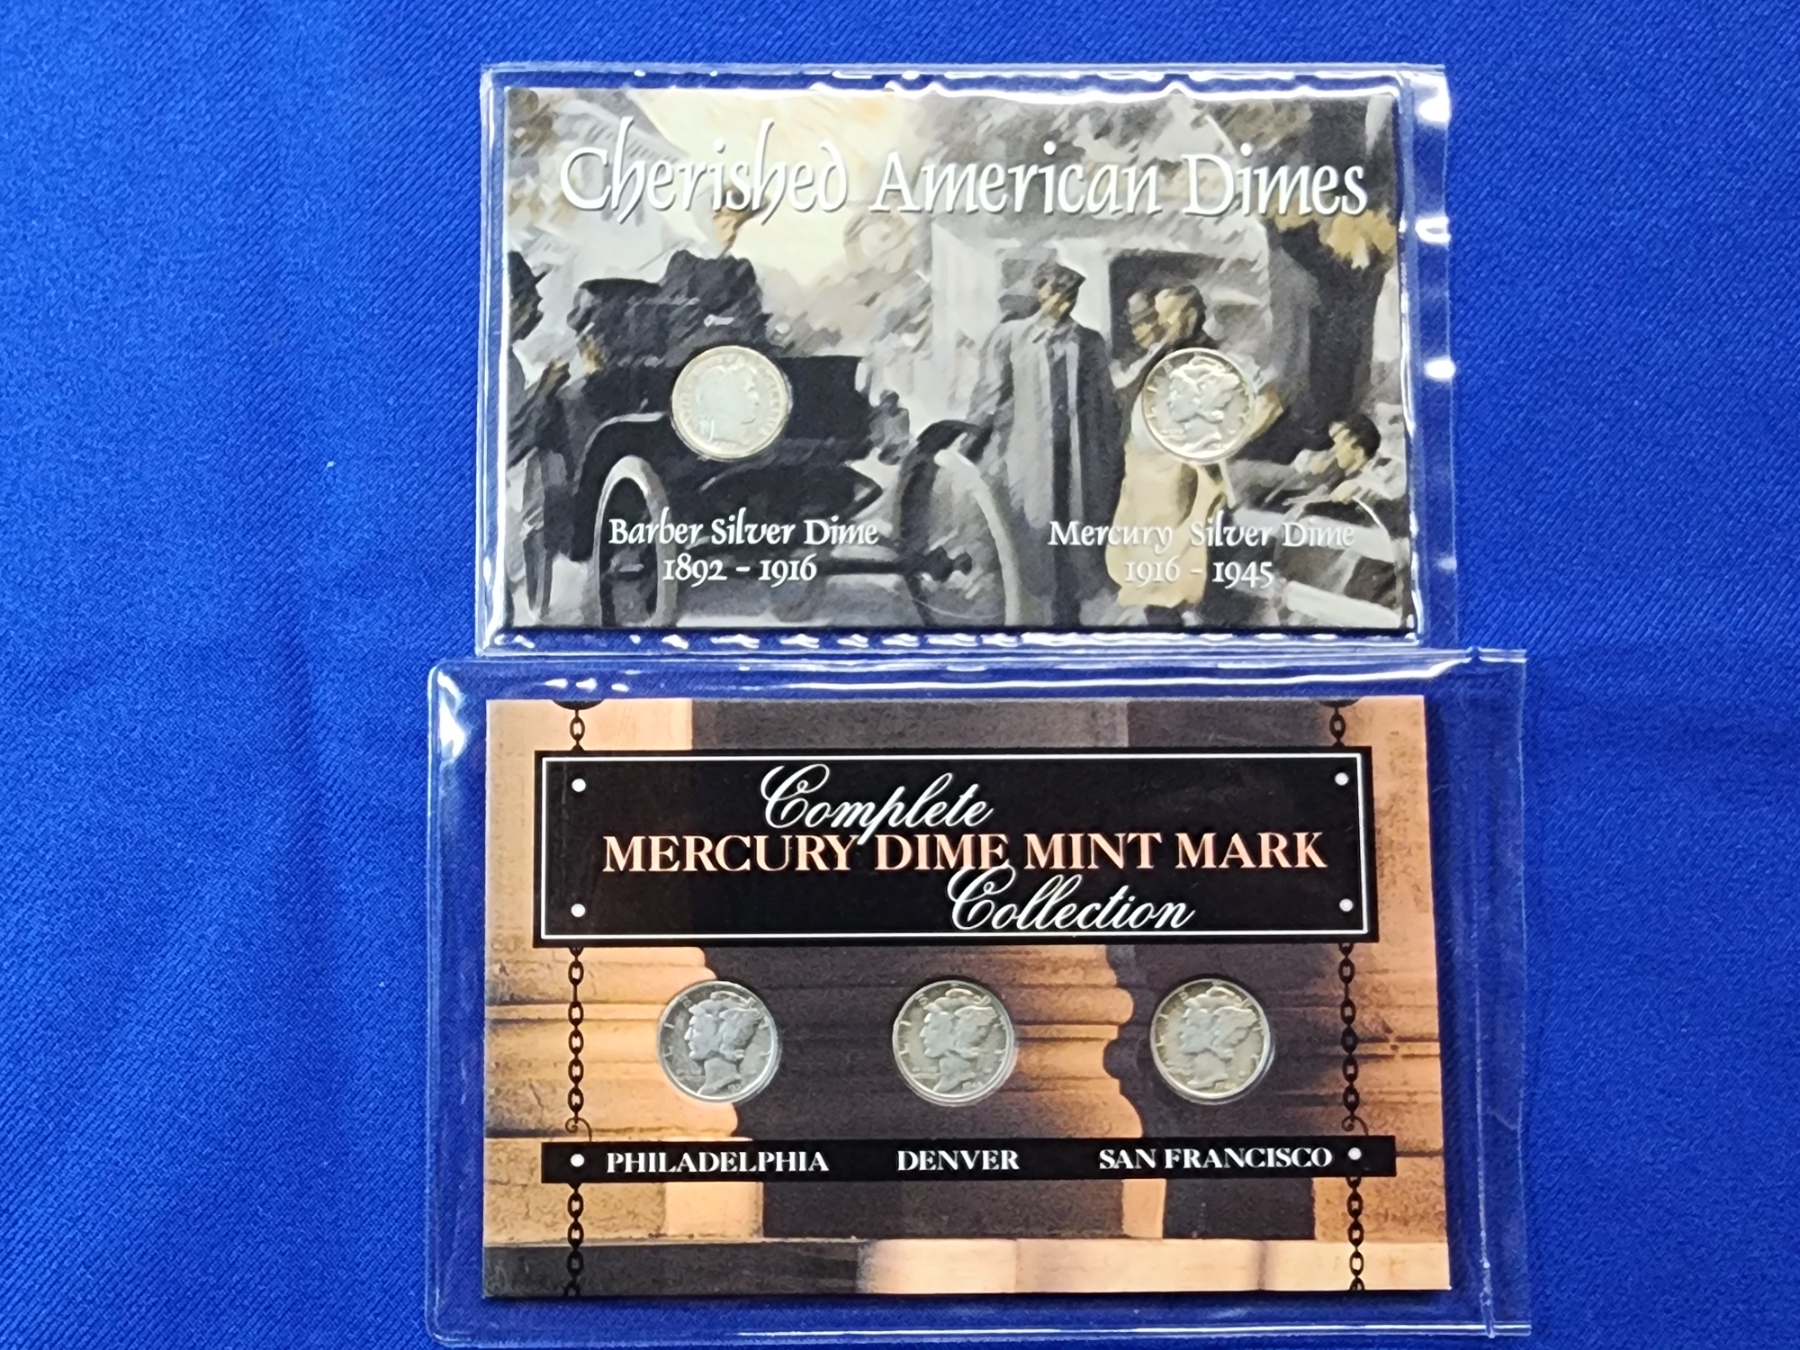 Cherished American Dimes
Barber Silver Dime
1892 - 1916
Mercury Silver Dime
1916 - 1945
Complete
MERCURY DIME MINT MARK
Collection
PHILADELPHIA
DENVER
SAN FRANCISCO